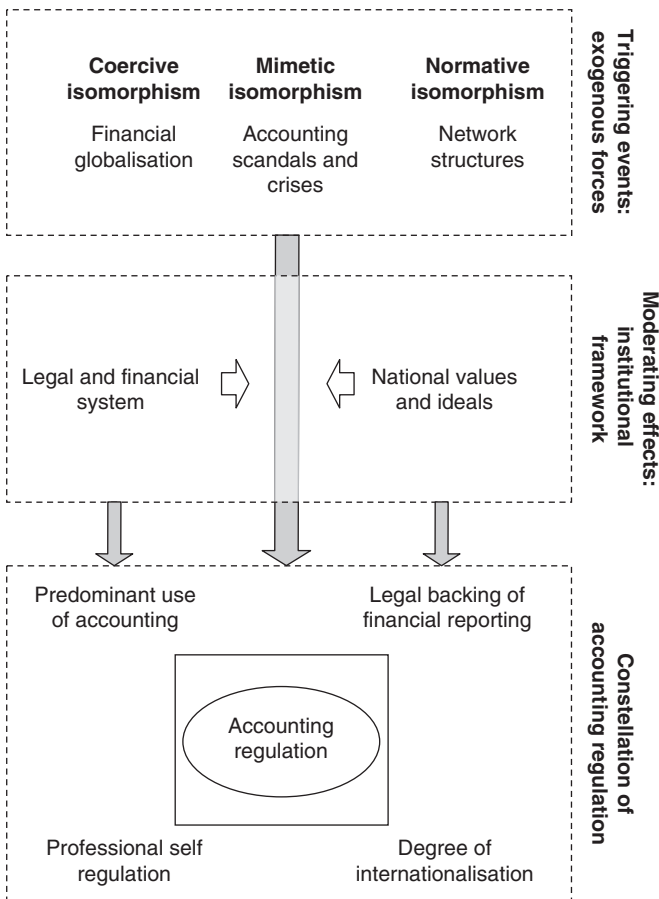 Coercive
isomorphism
Financial
globalisation
Mimetic
isomorphism
Accounting
scandals and
crises
Normative
isomorphism
Network
structures
Triggering events:
exogenous forces
Legal and financial
system
National values
and ideals
Moderating effects:
institutional
framework
Predominant use
of accounting
Legal backing of
financial reporting
Accounting
regulation
Professional self
regulation
Degree of
internationalisation
Constellation of
accounting regulation